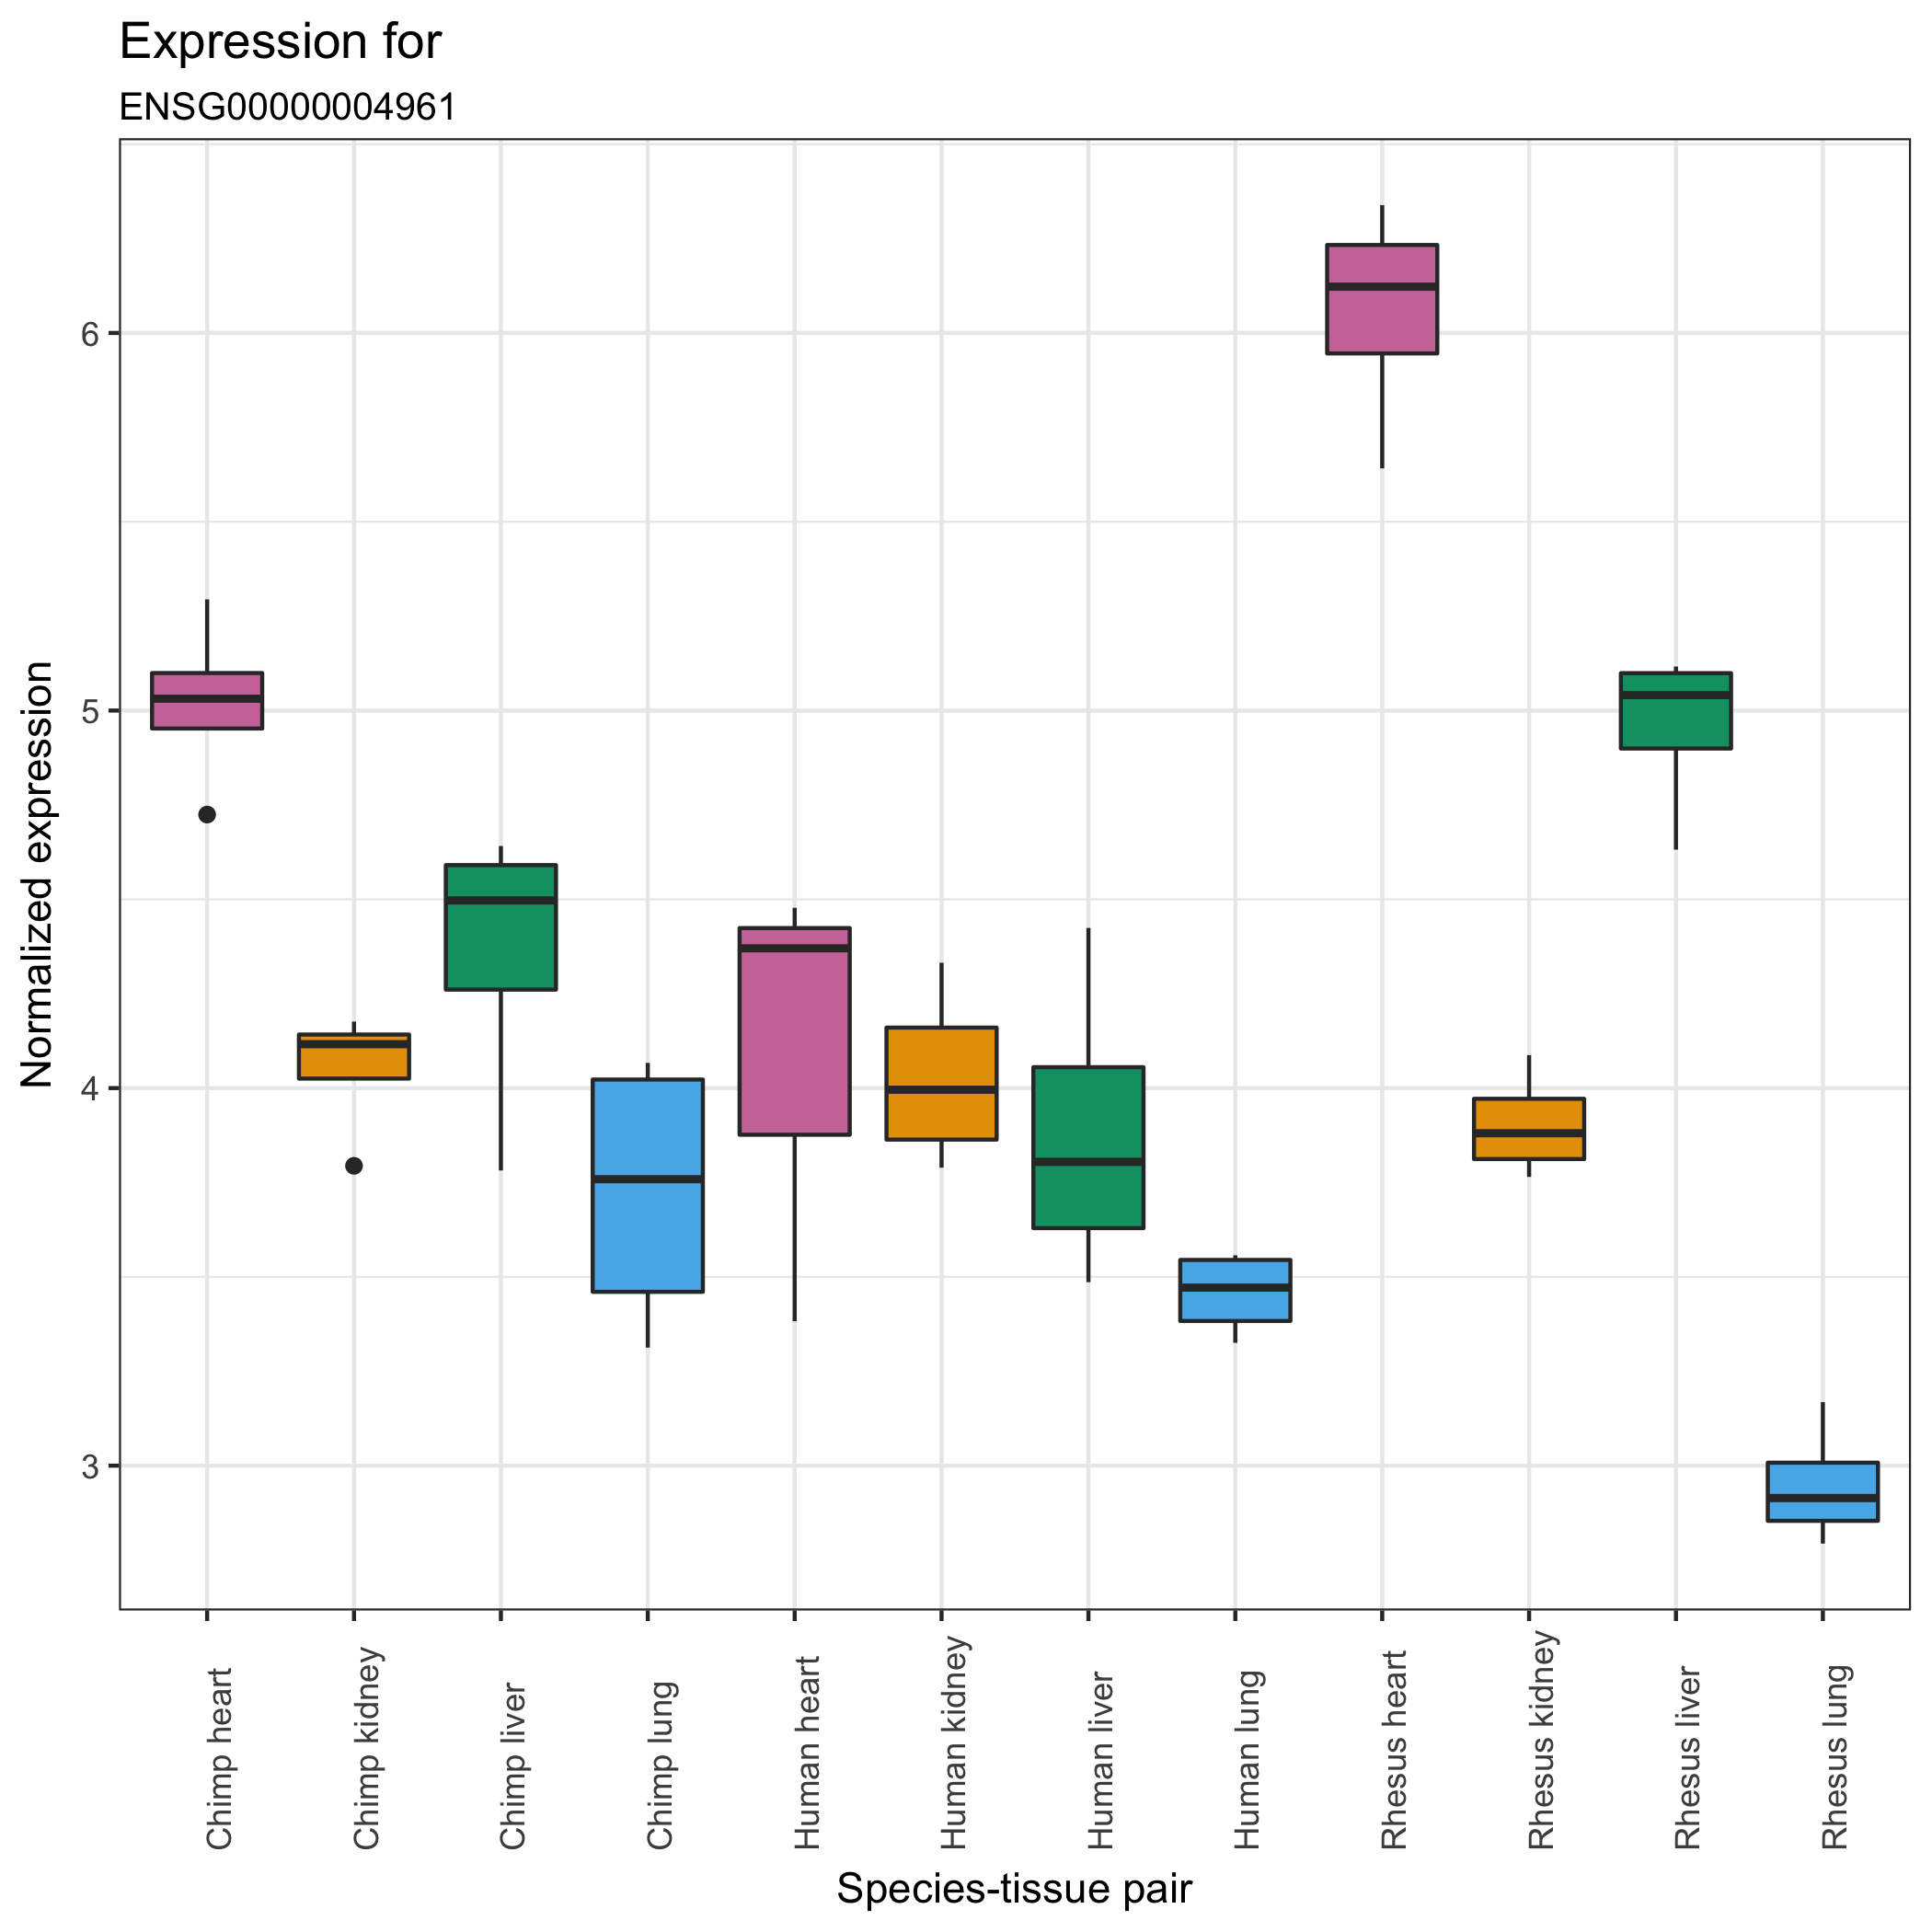 Expression for
ENSG00000004961
Normalized expression
6
5
4
3
Chimp heart
Chimp kidney
Chimp liver
Chimp lung
Human heart
Human kidney
Human liver
Human lung
Rhesus heart
Rhesus kidney
Rhesus liver
Rhesus lung
Species-tissue pair